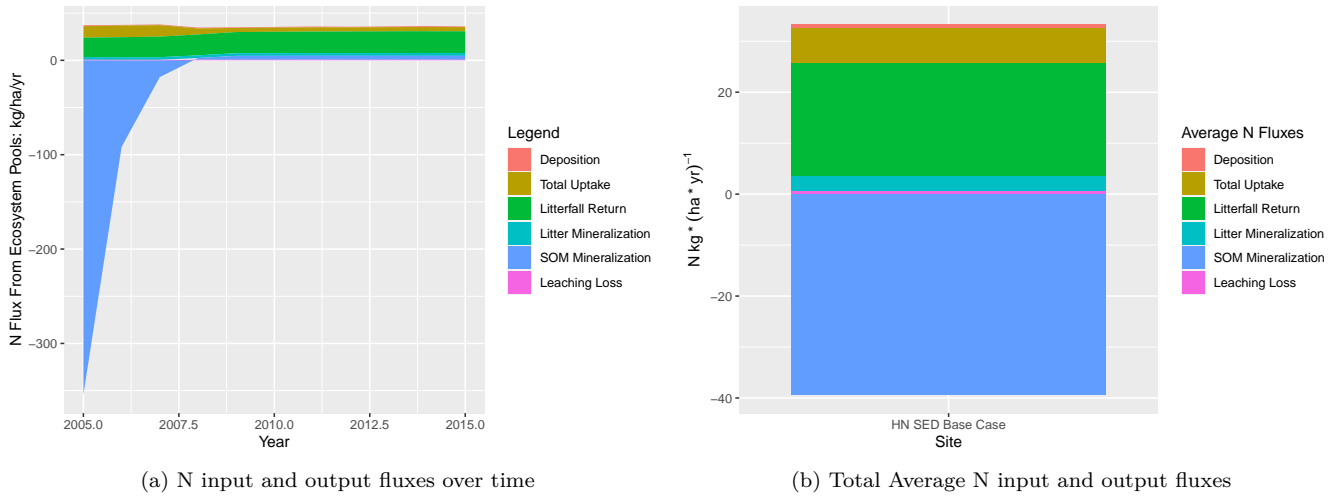 N Flux From Ecosystem Pools: kg/ha/yr
0
−100
−200
−300
2005.0 2007.5 2010.0 2012.5 2015.0
Year
Legend
Deposition
Total Uptake
Litterfall Return
Litter Mineralization
SOM Mineralization
Leaching Loss
(a) N input and output fluxes over time
N kg * (ha * yr)⁻¹
20
0
−20
−40
HN SED Base Case
Site
Average N Fluxes
Deposition
Total Uptake
Litterfall Return
Litter Mineralization
SOM Mineralization
Leaching Loss
(b) Total Average N input and output fluxes